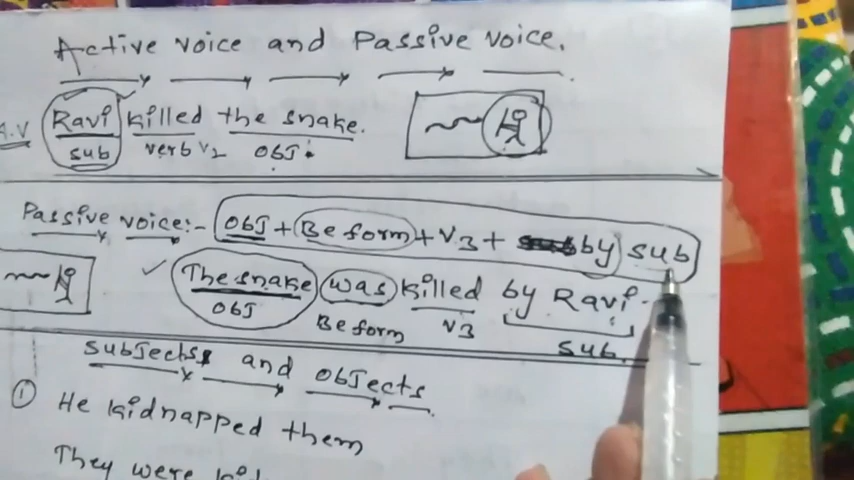 Active voice and Passive voice.
A.V Ravi killed the snake.
sub verb v2 OBJ.
Passive voice:- OBJ + Be form + V3 + by sub
The snake was killed by Ravi.
OBJ Be form V3 sub.
subjects and objects
① He kidnapped them
They were